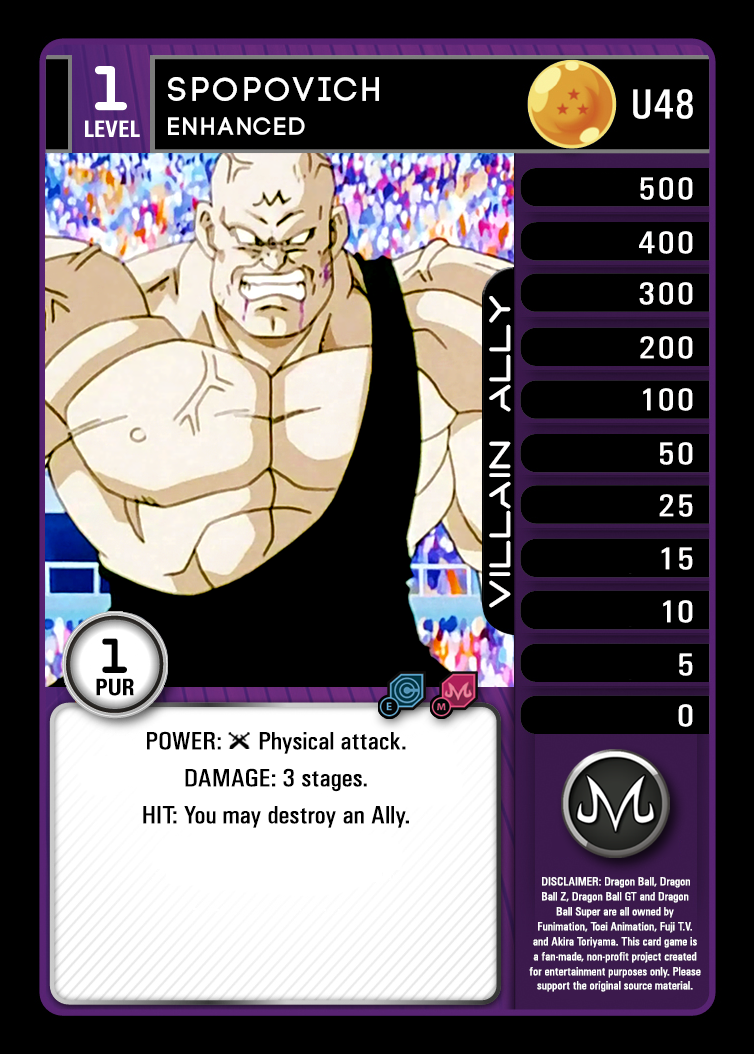 1
LEVEL
SPOPOVICH
ENHANCED
U48
500
400
300
200
100
50
25
15
10
5
0
VILLAIN ALLY
1
PUR
E
M
POWER: Physical attack.
DAMAGE: 3 stages.
HIT: You may destroy an Ally.
M
DISCLAIMER: Dragon Ball, Dragon
Ball Z, Dragon Ball GT and Dragon
Ball Super are all owned by
Funimation, Toei Animation, Fuji T.V.
and Akira Toriyama. This card game is
a fan-made, non-profit project created
for entertainment purposes only. Please
support the original source material.